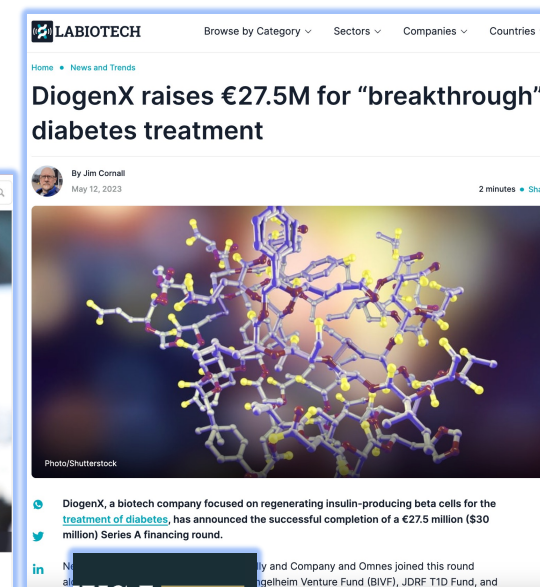 LABIOTECH
Browse by Category
Sectors
Companies
Countries
Home • News and Trends
DiogenX raises €27.5M for “breakthrough”
diabetes treatment
By Jim Cornall
May 12, 2023
2 minutes •
Photo/Shutterstock
DiogenX, a biotech company focused on regenerating insulin-producing beta cells for the
treatment of diabetes, has announced the successful completion of a €27.5 million ($30
million) Series A financing round.
and Company and Omnes joined this round
Venture Fund (BIVF), JDRF T1D Fund, and